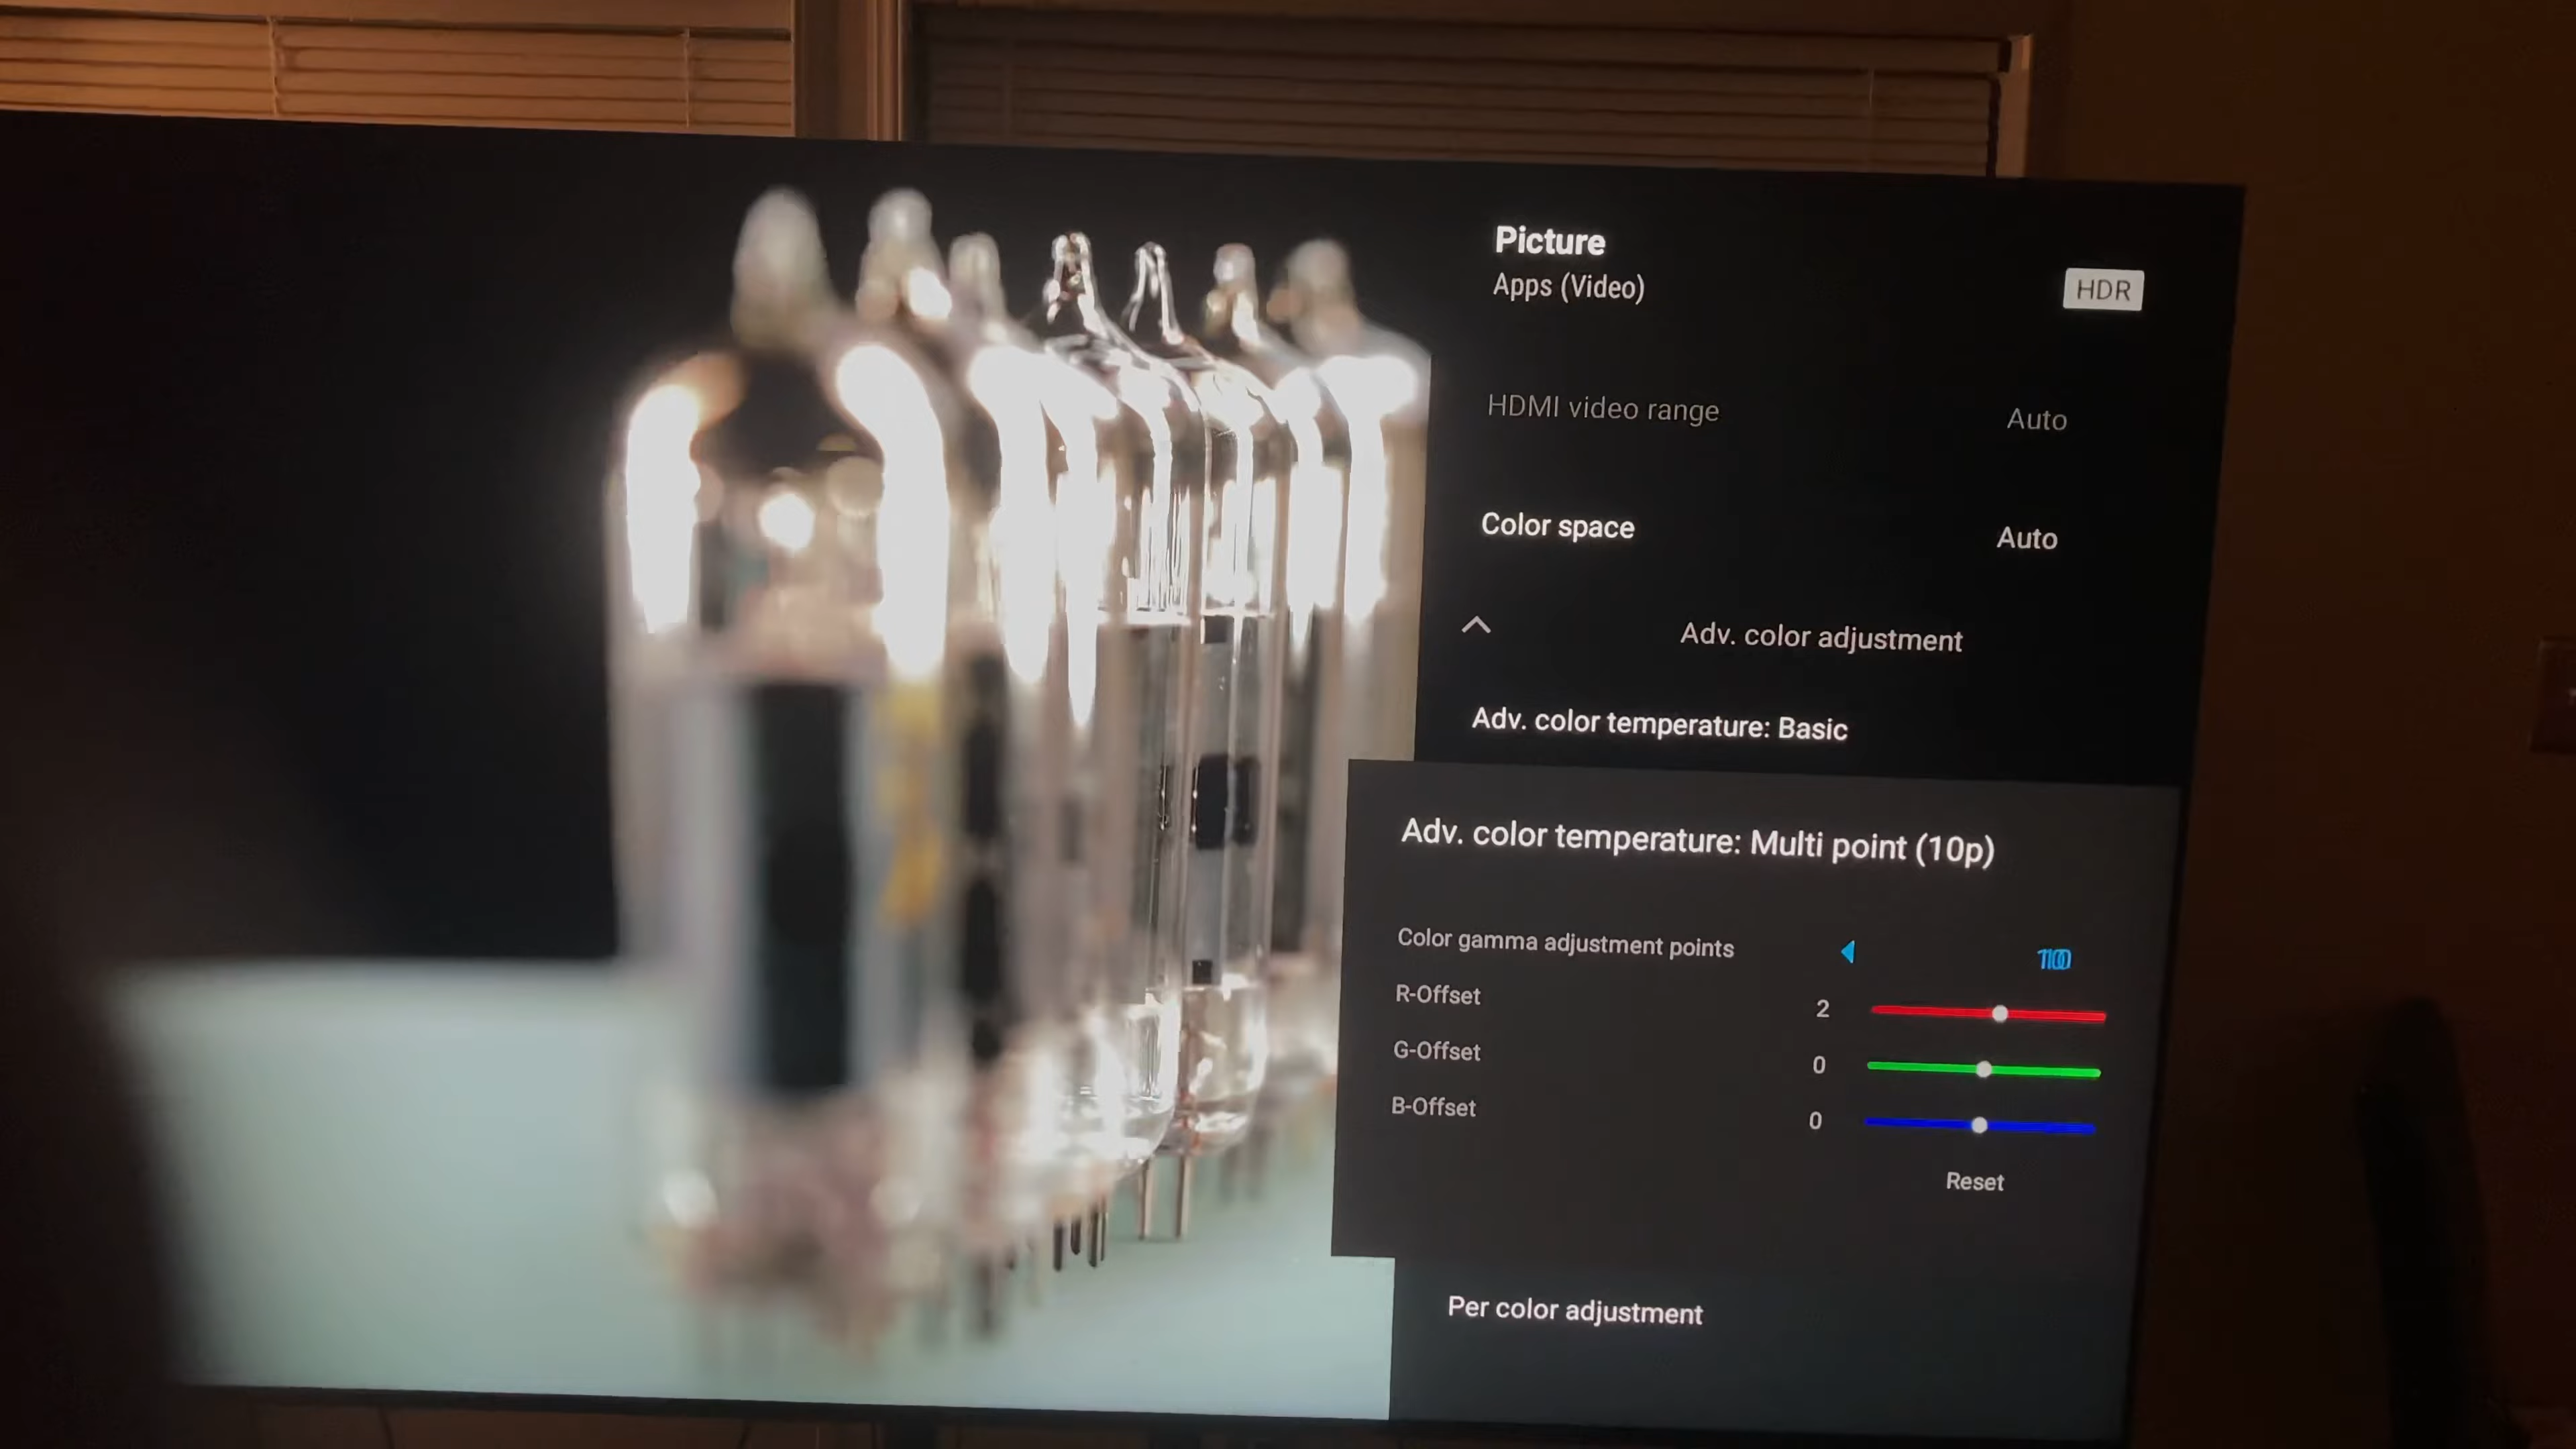 Picture
Apps (Video)
HDR
HDMI video range Auto
Color space Auto
Adv. color adjustment
Adv. color temperature: Basic
Adv. color temperature: Multi point (10p)
Color gamma adjustment points
R-Offset 2
G-Offset 0
B-Offset 0
Reset
Per color adjustment